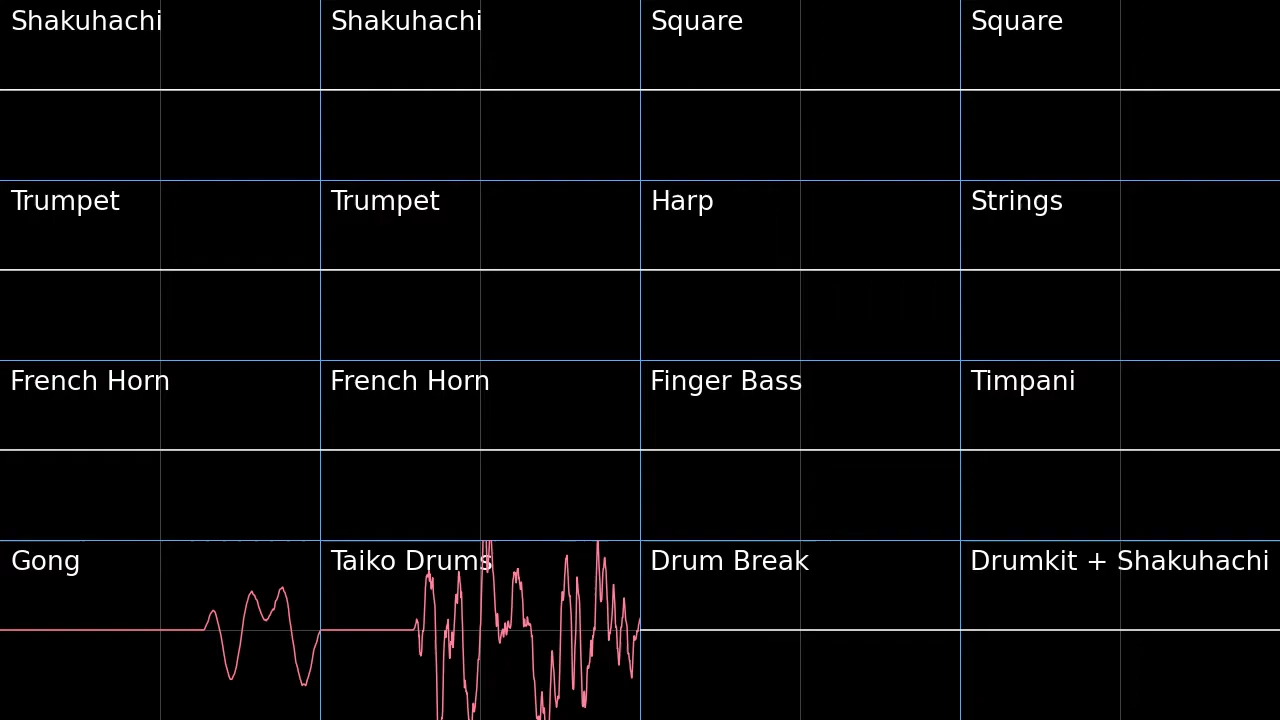 Shakuhachi
Shakuhachi
Square
Square
Trumpet
Trumpet
Harp
Strings
French Horn
French Horn
Finger Bass
Timpani
Gong
Taiko Drums
Drum Break
Drumkit + Shakuhachi